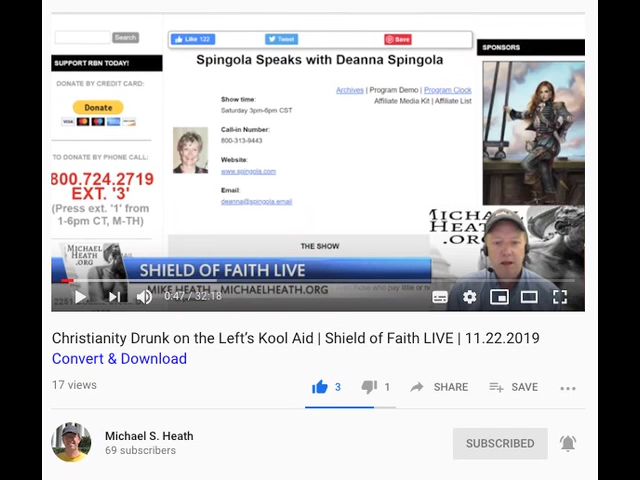 Search
Like 122
Tweet
Save
SUPPORT RBN TODAY!
Spingola Speaks with Deanna Spingola
SPONSORS
DONATE BY CREDIT CARD:
Donate
VISA
Archives | Program Demo | Program Clock
Affiliate Media Kit | Affiliate List
Show time:
Saturday 3pm-6pm CST
Call-in Number:
800-313-9443
Website:
www.spingola.com
Email:
deanna@spingola.email
TO DONATE BY PHONE CALL:
800.724.2719
EXT. '3'
(Press ext. '1' from
1-6pm CT, M-TH)
THE SHOW
MICHAEL
HEATH
.ORG
MICHAEL
HEATH
.ORG
SHIELD OF FAITH LIVE
MIKE HEATH - MICHAELHEATH.ORG
0:47 / 32:18
Christianity Drunk on the Left’s Kool Aid | Shield of Faith LIVE | 11.22.2019
Convert & Download
17 views
3
1
SHARE
SAVE
Michael S. Heath
69 subscribers
SUBSCRIBED